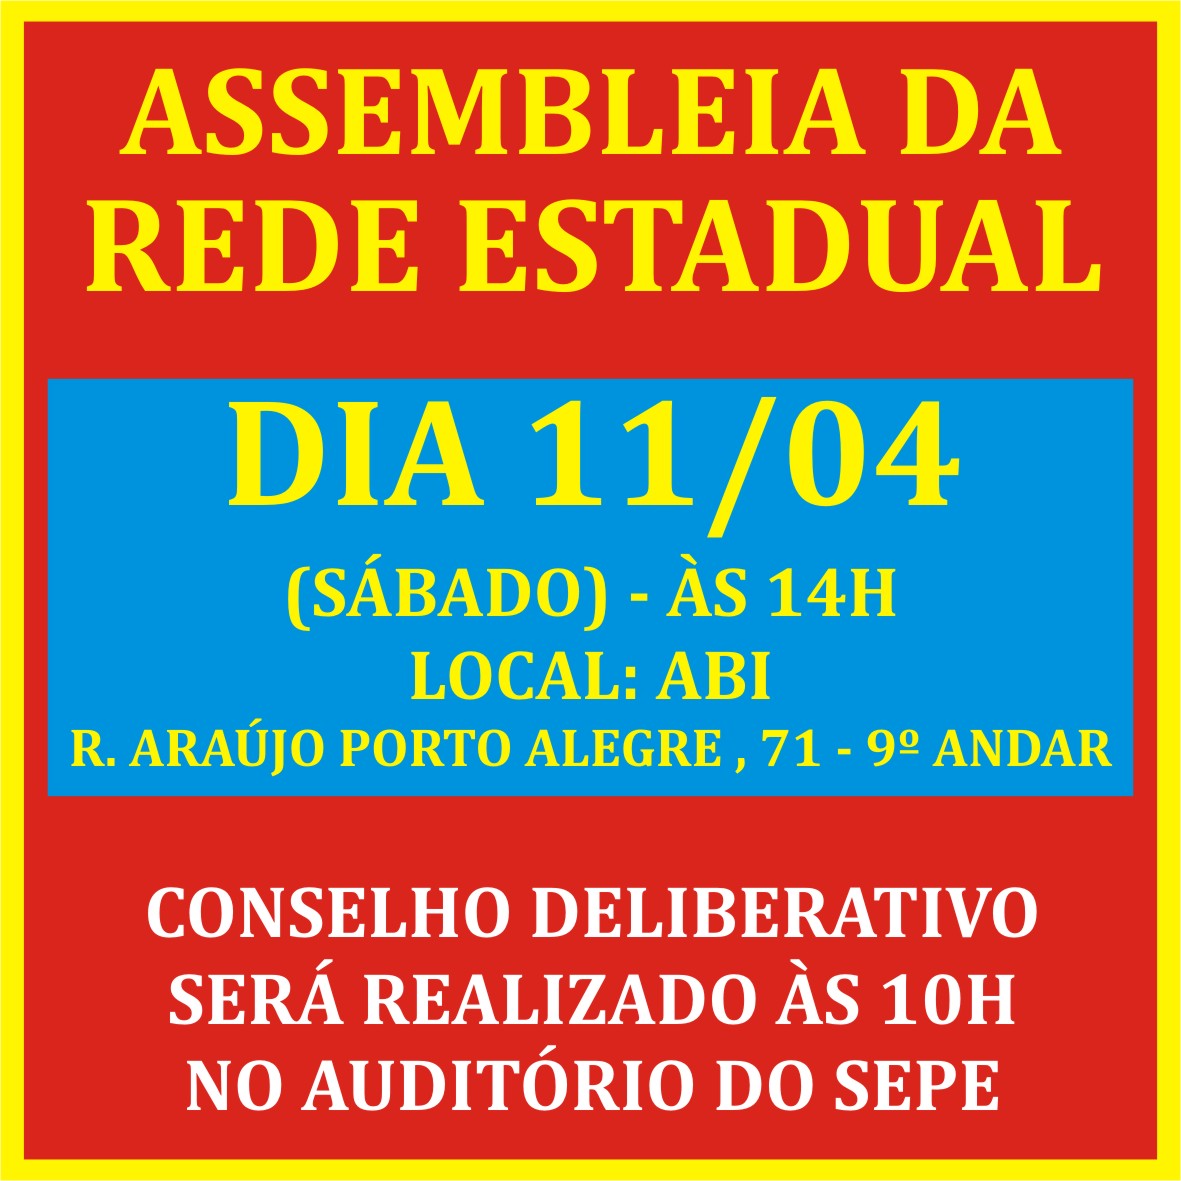 ASSEMBLEIA DA
REDE ESTADUAL
DIA 11/04
(SÁBADO) - ÀS 14H
LOCAL: ABI
R. ARAÚJO PORTO ALEGRE , 71 - 9º ANDAR
CONSELHO DELIBERATIVO
SERÁ REALIZADO ÀS 10H
NO AUDITÓRIO DO SEPE